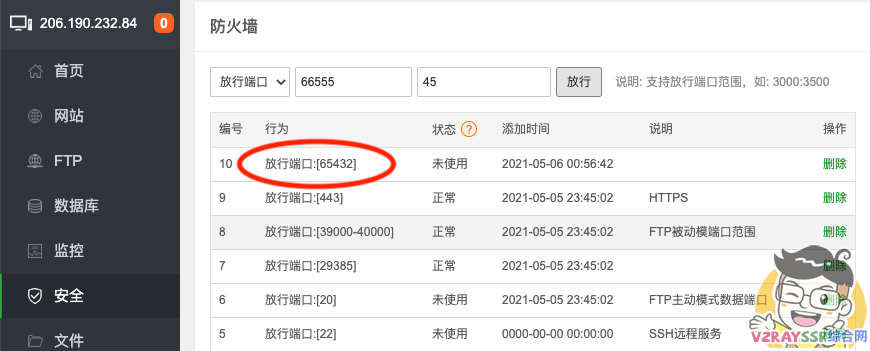 206.190.232.84 0
首页
网站
FTP
数据库
监控
安全
文件
防火墙
放行端口 66555 45 放行 说明: 支持放行端口范围，如: 3000:3500
编号 行为 状态 ? 添加时间 说明 操作
10 放行端口:[65432] 未使用 2021-05-06 00:56:42 删除
9 放行端口:[443] 正常 2021-05-05 23:45:02 HTTPS 删除
8 放行端口:[39000-40000] 正常 2021-05-05 23:45:02 FTP被动模端口范围 删除
7 放行端口:[29385] 正常 2021-05-05 23:45:02 删除
6 放行端口:[20] 未使用 2021-05-05 23:45:02 FTP主动模式数据端口 删除
5 放行端口:[22] 未使用 0000-00-00 00:00:00 SSH远程服务
V2RAYSSR综合网